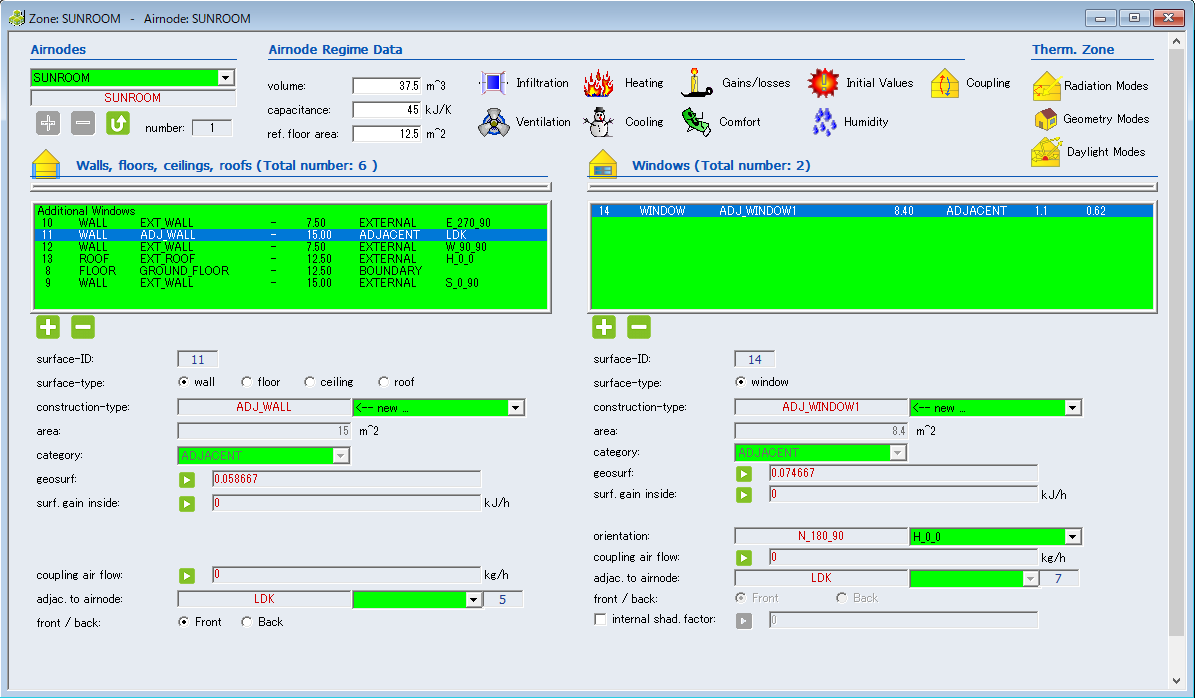 Zone: SUNROOM - Airnode: SUNROOM
Airnodes
SUNROOM
SUNROOM
number: 1
Airnode Regime Data
volume: 37.5 m^3
capacitance: 45 kJ/K
ref. floor area: 12.5 m^2
Infiltration
Heating
Gains/losses
Initial Values
Coupling
Ventilation
Cooling
Comfort
Humidity
Therm. Zone
Radiation Modes
Geometry Modes
Daylight Modes
Walls, floors, ceilings, roofs (Total number: 6 )
Additional Windows
10 WALL EXT_WALL - 7.50 EXTERNAL E_270_90
11 WALL ADJ_WALL - 15.00 ADJACENT LDK
12 WALL EXT_WALL - 7.50 EXTERNAL W_90_90
13 ROOF EXT_ROOF - 12.50 EXTERNAL H_0_0
8 FLOOR GROUND_FLOOR - 12.50 BOUNDARY
9 WALL EXT_WALL - 15.00 EXTERNAL S_0_90
surface-ID: 11
surface-type: wall floor ceiling roof
construction-type: ADJ_WALL <-- new ...
area: 15 m^2
category: ADJACENT
geosurf: 0.058667
surf. gain inside: 0 kJ/h
coupling air flow: 0 kg/h
adjac. to airnode: LDK 5
front / back: Front Back
Windows (Total number: 2)
14 WINDOW ADJ_WINDOW1 8.40 ADJACENT 1.1 0.62
surface-ID: 14
surface-type: window
construction-type: ADJ_WINDOW1 <-- new ...
area: 8.4 m^2
category: ADJACENT
geosurf: 0.074667
surf. gain inside: 0 kJ/h
orientation: N_180_90 H_0_0
coupling air flow: 0 kg/h
adjac. to airnode: LDK 7
front / back: Front Back
internal shad. factor: 0